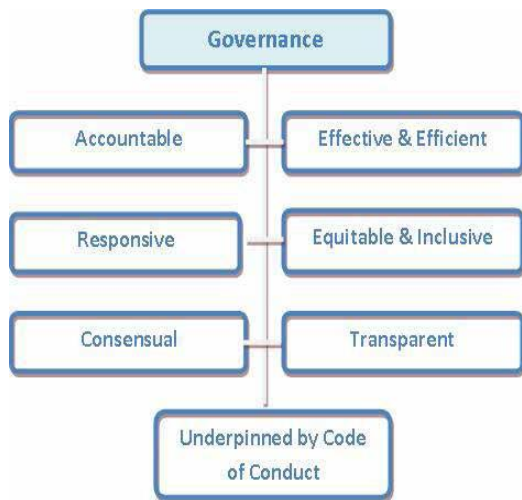 Governance
Accountable
Effective & Efficient
Responsive
Equitable & Inclusive
Consensual
Transparent
Underpinned by Code
of Conduct